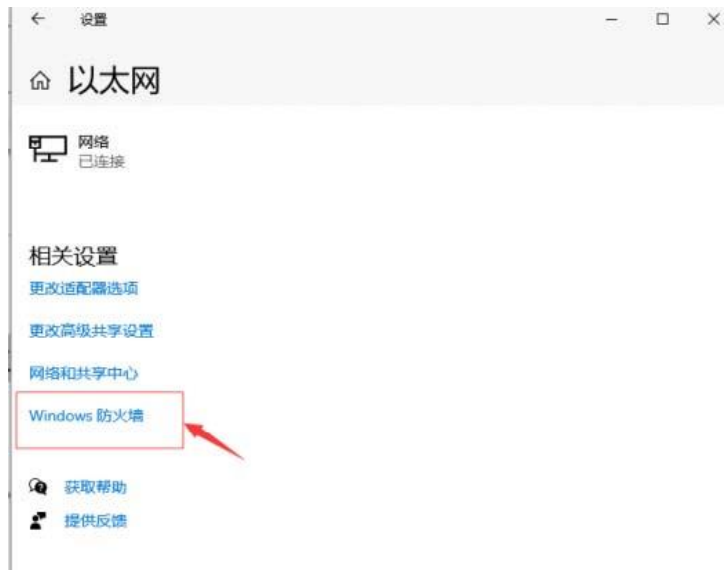 设置
以太网
网络
已连接
相关设置
更改适配器选项
更改高级共享设置
网络和共享中心
Windows 防火墙
获取帮助
提供反馈